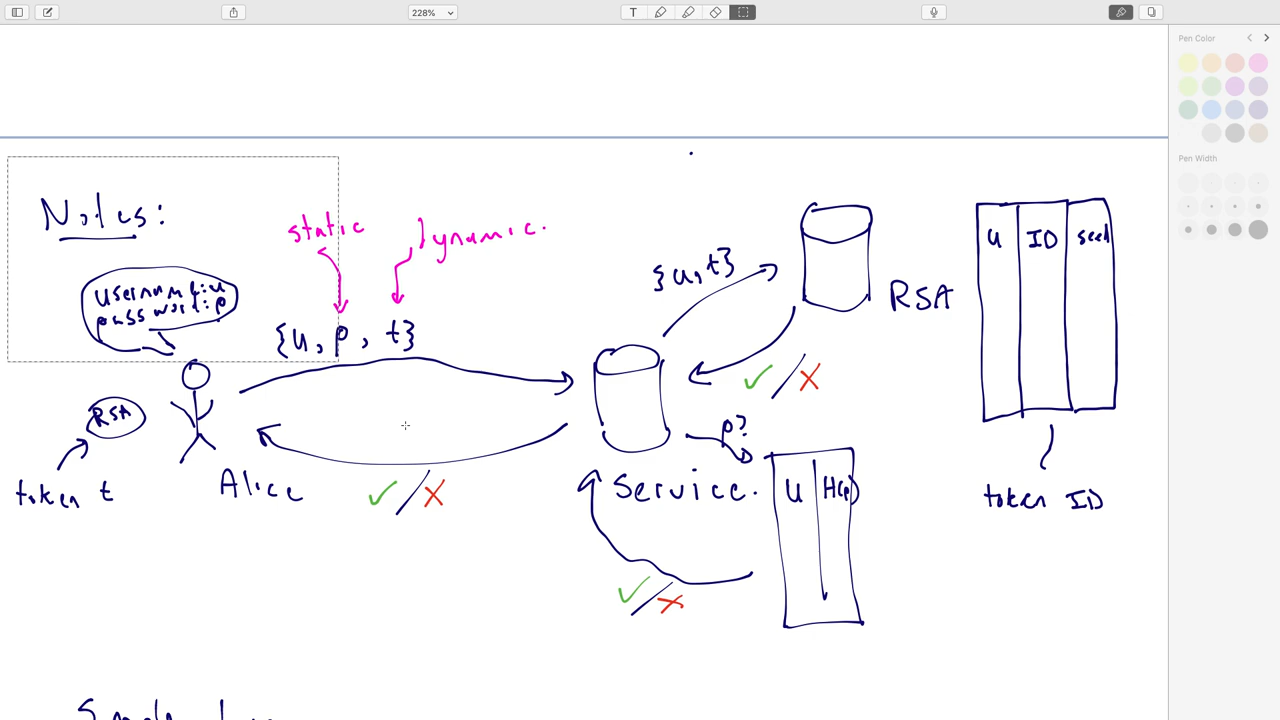 228%
T
Pen Color
Pen Width
Notes:
static
dynamic.
username: u
password: p
{u, p, t}
{u, t}
RSA
u ID seed
RSA
token t
Alice
✓/X
✓/X
p?
Service.
u H(p)
✓/X
token ID